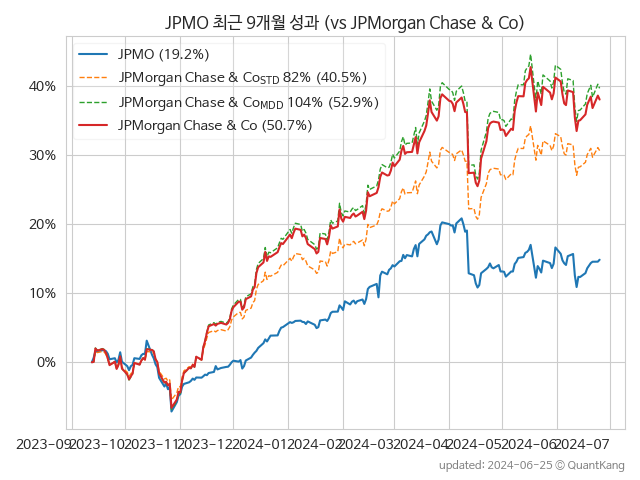 JPMO 최근 9개월 성과 (vs JPMorgan Chase & Co)
JPMO (19.2%)
JPMorgan Chase & CoSTD 82% (40.5%)
JPMorgan Chase & CoMDD 104% (52.9%)
JPMorgan Chase & Co (50.7%)
40%
30%
20%
10%
0%
2023-09 2023-10 2023-11 2023-12 2024-01 2024-02 2024-03 2024-04 2024-05 2024-06 2024-07
updated: 2024-06-25 © QuantKang